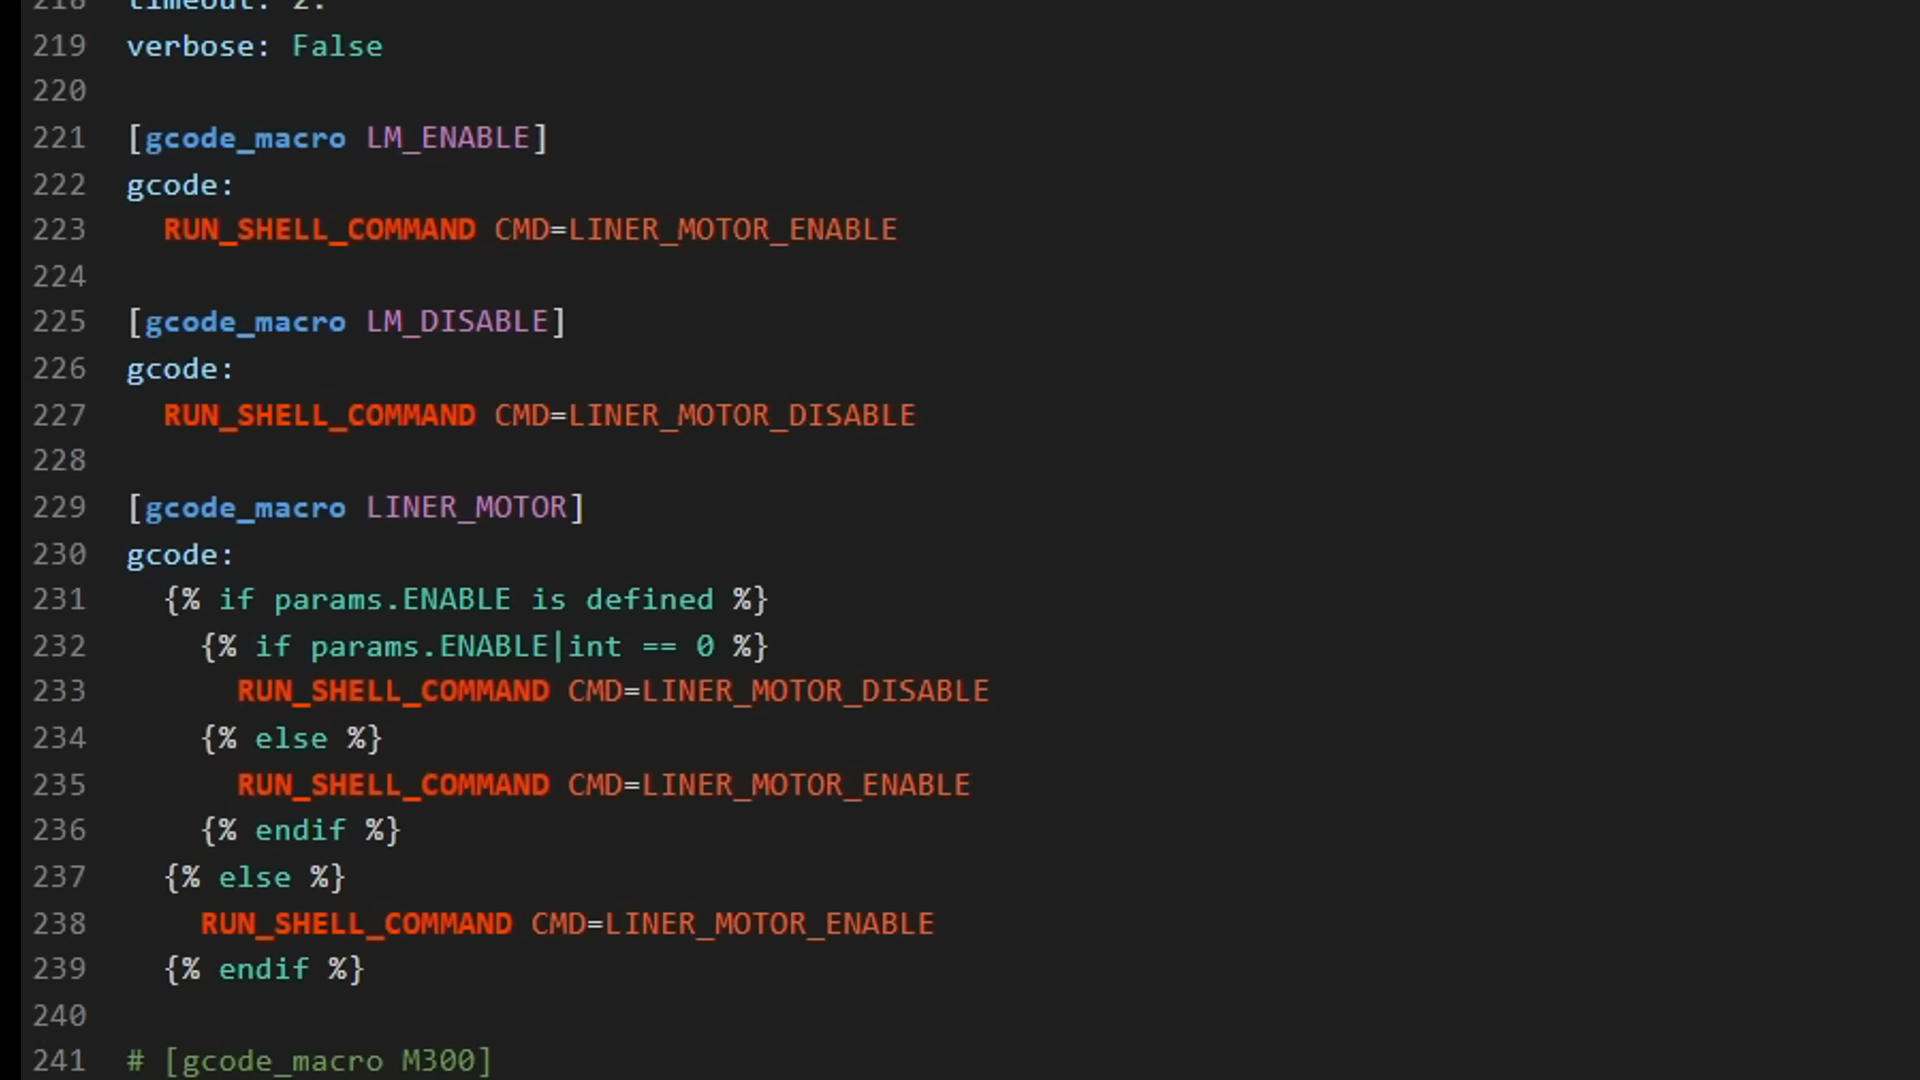 218 timeout: 2.
219 verbose: False
220
221 [gcode_macro LM_ENABLE]
222 gcode:
223   RUN_SHELL_COMMAND CMD=LINER_MOTOR_ENABLE
224
225 [gcode_macro LM_DISABLE]
226 gcode:
227   RUN_SHELL_COMMAND CMD=LINER_MOTOR_DISABLE
228
229 [gcode_macro LINER_MOTOR]
230 gcode:
231   {% if params.ENABLE is defined %}
232     {% if params.ENABLE|int == 0 %}
233       RUN_SHELL_COMMAND CMD=LINER_MOTOR_DISABLE
234     {% else %}
235       RUN_SHELL_COMMAND CMD=LINER_MOTOR_ENABLE
236     {% endif %}
237   {% else %}
238     RUN_SHELL_COMMAND CMD=LINER_MOTOR_ENABLE
239   {% endif %}
240
241 # [gcode_macro M300]